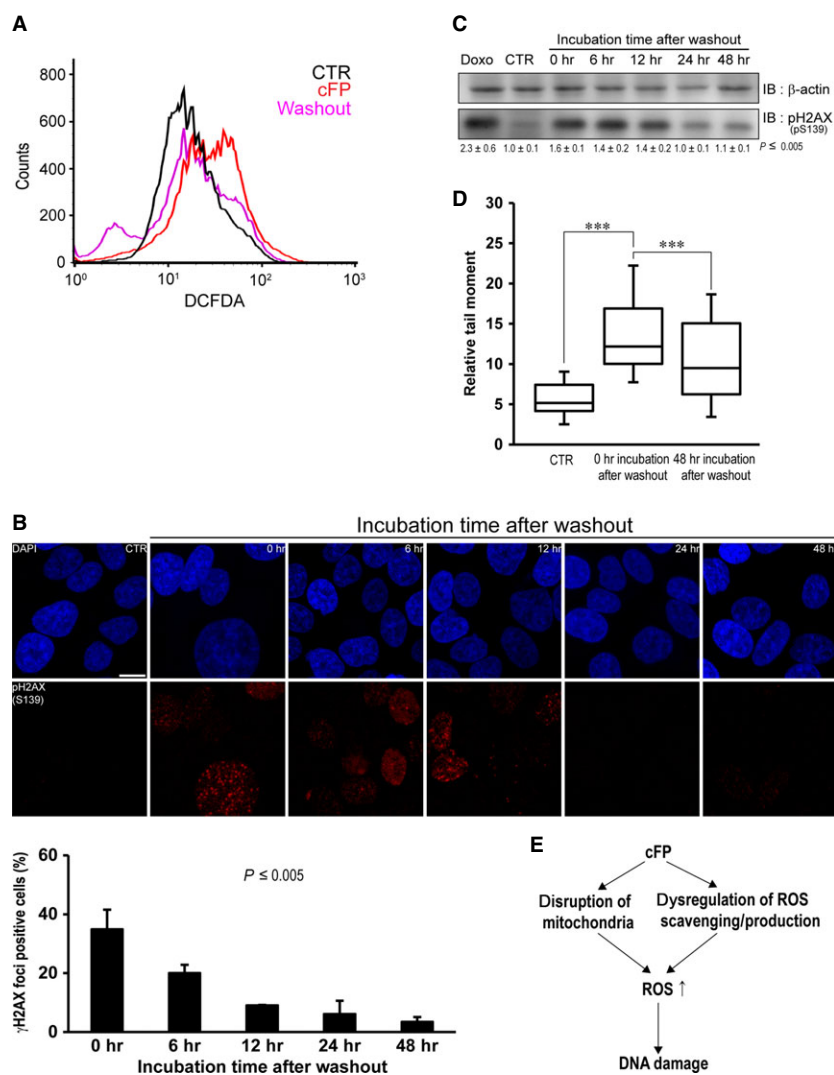 A
CTR
cFP
Washout
800
600
400
200
0
Counts
10⁰
10¹
10²
10³
DCFDA
C
Incubation time after washout
Doxo CTR 0 hr 6 hr 12 hr 24 hr 48 hr
IB : β-actin
IB : pH2AX
(pS139)
2.3 ± 0.6 1.0 ± 0.1 1.6 ± 0.1 1.4 ± 0.2 1.4 ± 0.2 1.0 ± 0.1 1.1 ± 0.1 P ≤ 0.005
D
30
25
20
15
10
5
0
Relative tail moment
*** ***
CTR
0 hr incubation
after washout
48 hr incubation
after washout
B
Incubation time after washout
DAPI CTR 0 hr 6 hr 12 hr 24 hr 48 h
pH2AX
(S139)
γH2AX foci positive cells (%)
60
40
20
0
P ≤ 0.005
0 hr 6 hr 12 hr 24 hr 48 hr
Incubation time after washout
E
cFP
Disruption of
mitochondria
Dysregulation of ROS
scavenging/production
ROS ↑
DNA damage